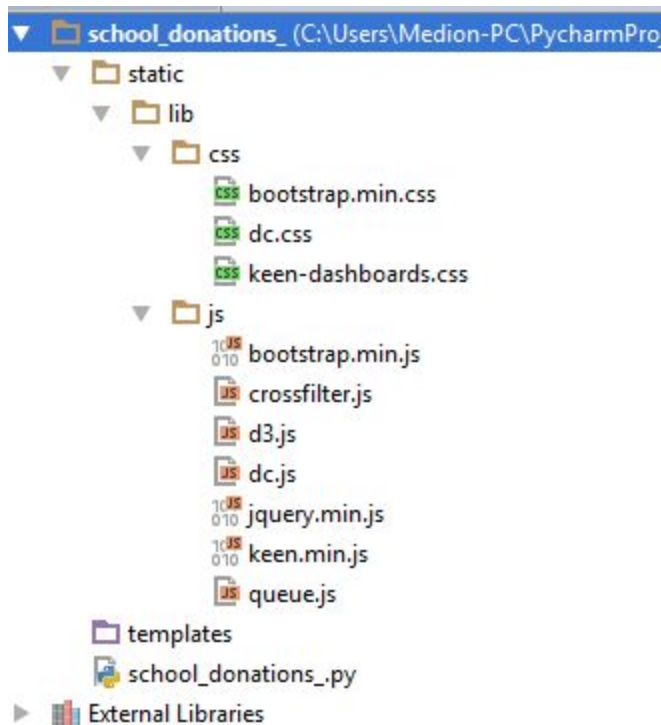 school_donations_ (C:\Users\Medion-PC\PycharmPro
static
lib
css
bootstrap.min.css
dc.css
keen-dashboards.css
js
bootstrap.min.js
crossfilter.js
d3.js
dc.js
jquery.min.js
keen.min.js
queue.js
templates
school_donations_.py
External Libraries